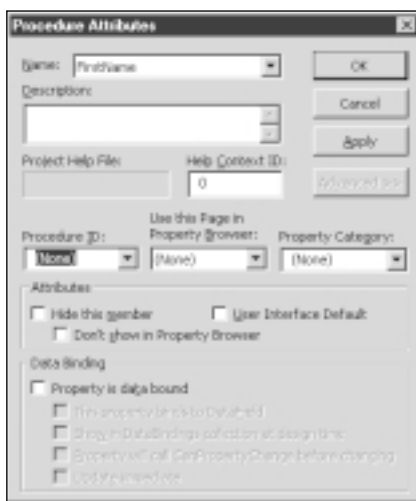 Procedure Attributes
Name: FirstName
OK
Description:
Cancel
Apply
Project Help File: Help Context ID:
0
Advanced >>
Procedure ID: Use this Page in Property Browser: Property Category:
(None) (None) (None)
Attributes
Hide this member User Interface Default
Don't show in Property Browser
Data Binding
Property is data bound
This property binds to DataField
Show in DataBindings collection at design time
Property will call CanPropertyChange before changing
Update immediate